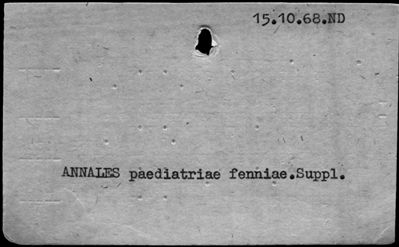 15.10.68.ND
ANNALES paediatriae fenniae.Suppl.